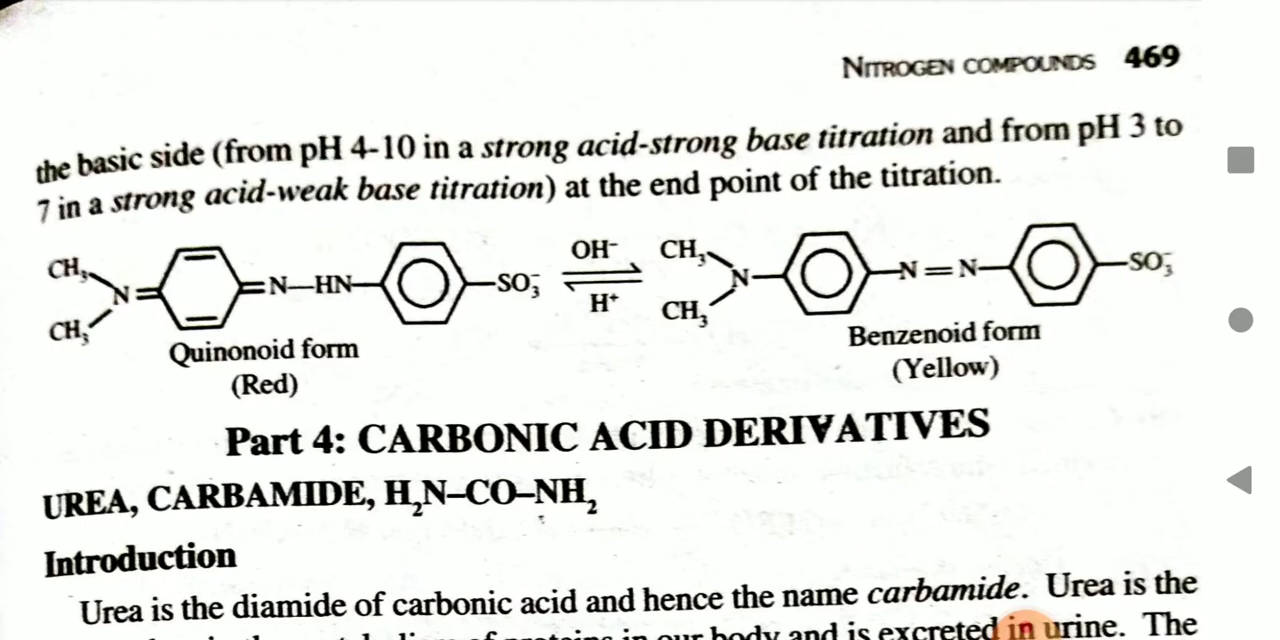 NITROGEN COMPOUNDS 469
the basic side (from pH 4-10 in a strong acid-strong base titration and from pH 3 to
7 in a strong acid-weak base titration) at the end point of the titration.
CH₃ CH₃ N= =N—HN— —SO₃⁻ OH⁻ ⇌ H⁺ CH₃ CH₃ N— —N=N— —SO₃⁻
Quinonoid form Benzenoid form
(Red) (Yellow)
Part 4: CARBONIC ACID DERIVATIVES
UREA, CARBAMIDE, H₂N–CO–NH₂
Introduction
Urea is the diamide of carbonic acid and hence the name carbamide. Urea is the
of proteins in our body and is excreted in urine. The